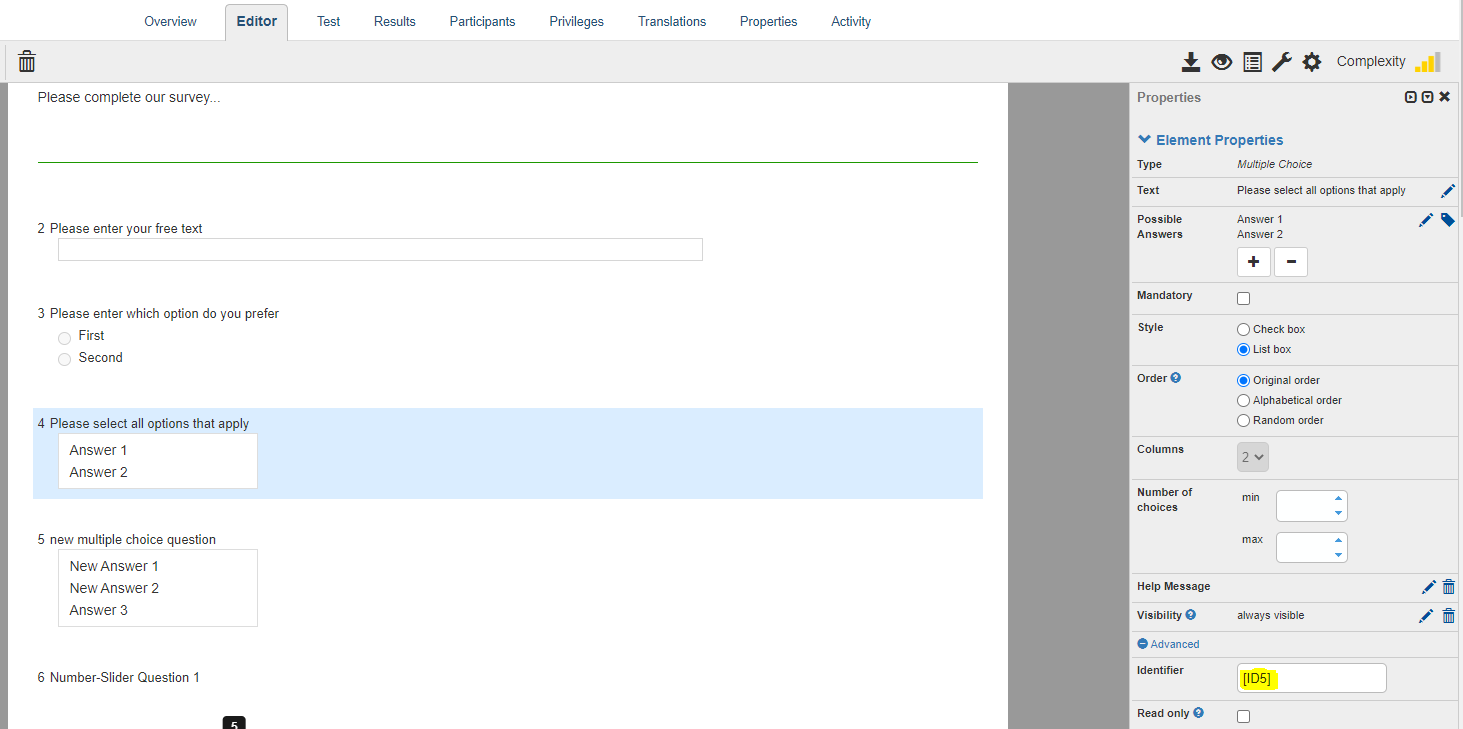 Overview Editor Test Results Participants Privileges Translations Properties Activity
Complexity
Please complete our survey...
2 Please enter your free text
3 Please enter which option do you prefer
First
Second
4 Please select all options that apply
Answer 1
Answer 2
5 new multiple choice question
New Answer 1
New Answer 2
Answer 3
6 Number-Slider Question 1
5
Properties
Element Properties
Type Multiple Choice
Text Please select all options that apply
Possible Answer 1
Answers Answer 2
+ -
Mandatory
Style Check box
List box
Order ? Original order
Alphabetical order
Random order
Columns 2
Number of min
choices
max
Help Message
Visibility ? always visible
Advanced
Identifier [ID5]
Read only ?